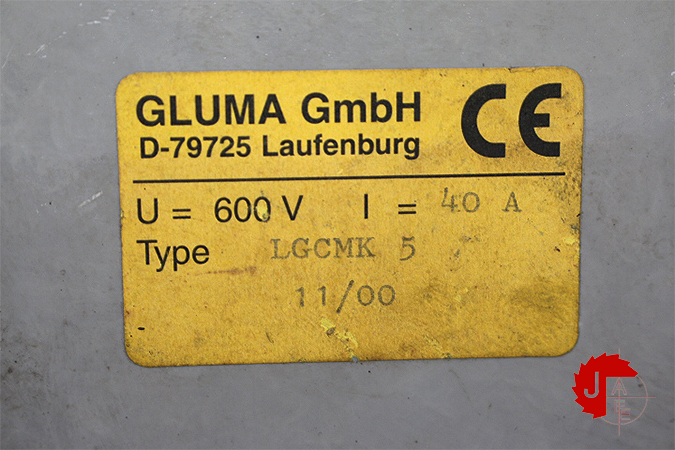 GLUMA GmbH
D-79725 Laufenburg
CE
U = 600 V I = 40 A
Type LGCMK 5
11/00
J